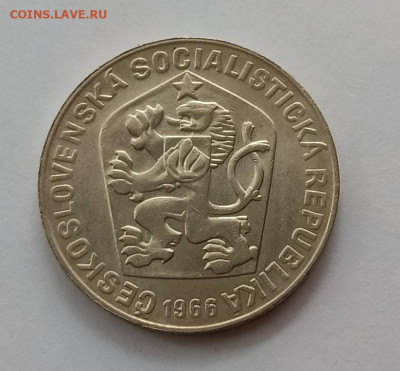 COINS.LAVE.RU
ČESKOSLOVENSKÁ SOCIALISTICKÁ REPUBLIKA
1966